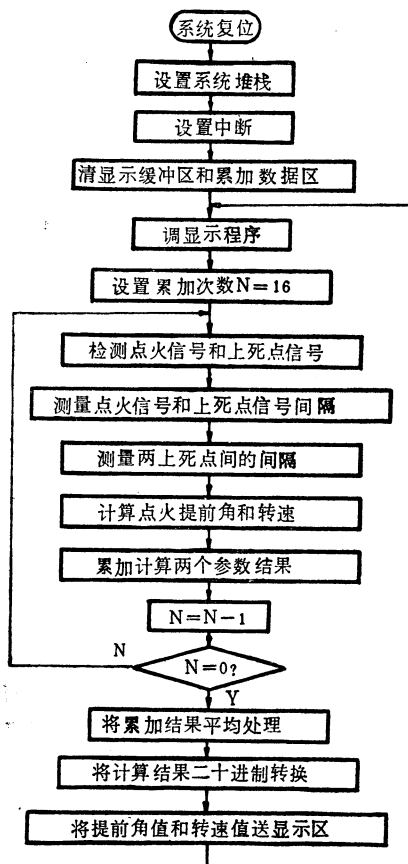 系统复位
设置系统堆栈
设置中断
清显示缓冲区和累加数据区
调显示程序
设置累加次数N=16
检测点火信号和上死点信号
测量点火信号和上死点信号间隔
测量两上死点间的间隔
计算点火提前角和转速
累加计算两个参数结果
N=N-1
N
N=0?
Y
将累加结果平均处理
将计算结果二十进制转换
将提前角值和转速值送显示区